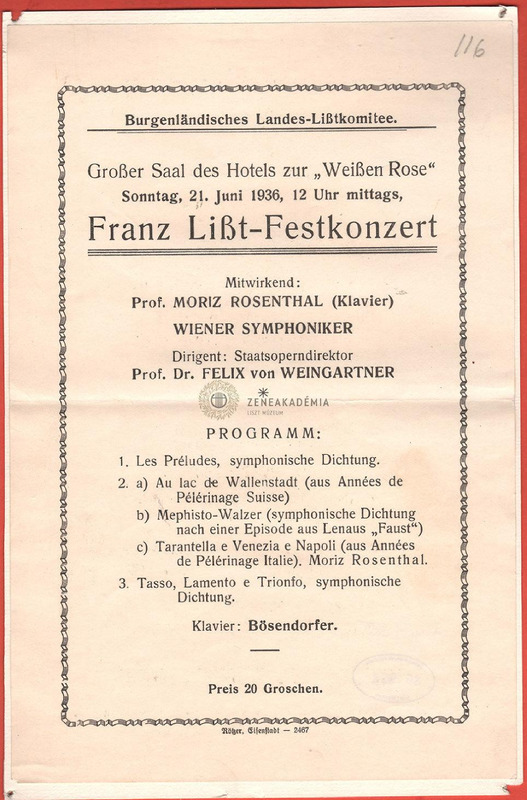 116
Burgenländisches Landes-Lißtkomitee.
Großer Saal des Hotels zur „Weißen Rose“
Sonntag, 21. Juni 1936, 12 Uhr mittags,
Franz Lißt-Festkonzert
Mitwirkend:
Prof. MORIZ ROSENTHAL (Klavier)
WIENER SYMPHONIKER
Dirigent: Staatsoperndirektor
Prof. Dr. FELIX von WEINGARTNER
ZENEAKADÉMIA
LISZT MÚZEUM
PROGRAMM:
1. Les Préludes, symphonische Dichtung.
2. a) Au lac de Wallenstadt (aus Années de
Pélérinage Suisse)
b) Mephisto-Walzer (symphonische Dichtung
nach einer Episode aus Lenaus „Faust“)
c) Tarantella e Venezia e Napoli (aus Années
de Pélérinage Italie). Moriz Rosenthal.
3. Tasso, Lamento e Trionfo, symphonische
Dichtung.
Klavier: Bösendorfer.
Preis 20 Groschen.
Rötzer, Eisenstadt — 2467